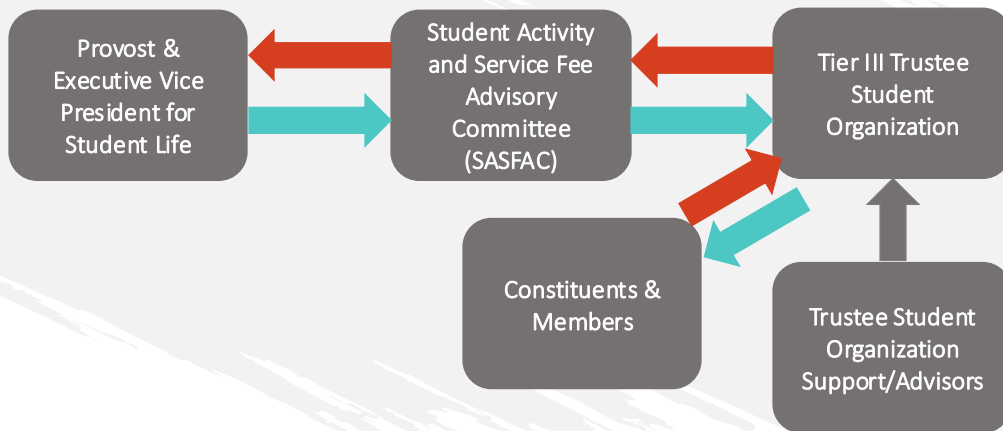 Provost &
Executive Vice
President for
Student Life
Student Activity
and Service Fee
Advisory
Committee
(SASFAC)
Tier III Trustee
Student
Organization
Constituents &
Members
Trustee Student
Organization
Support/Advisors